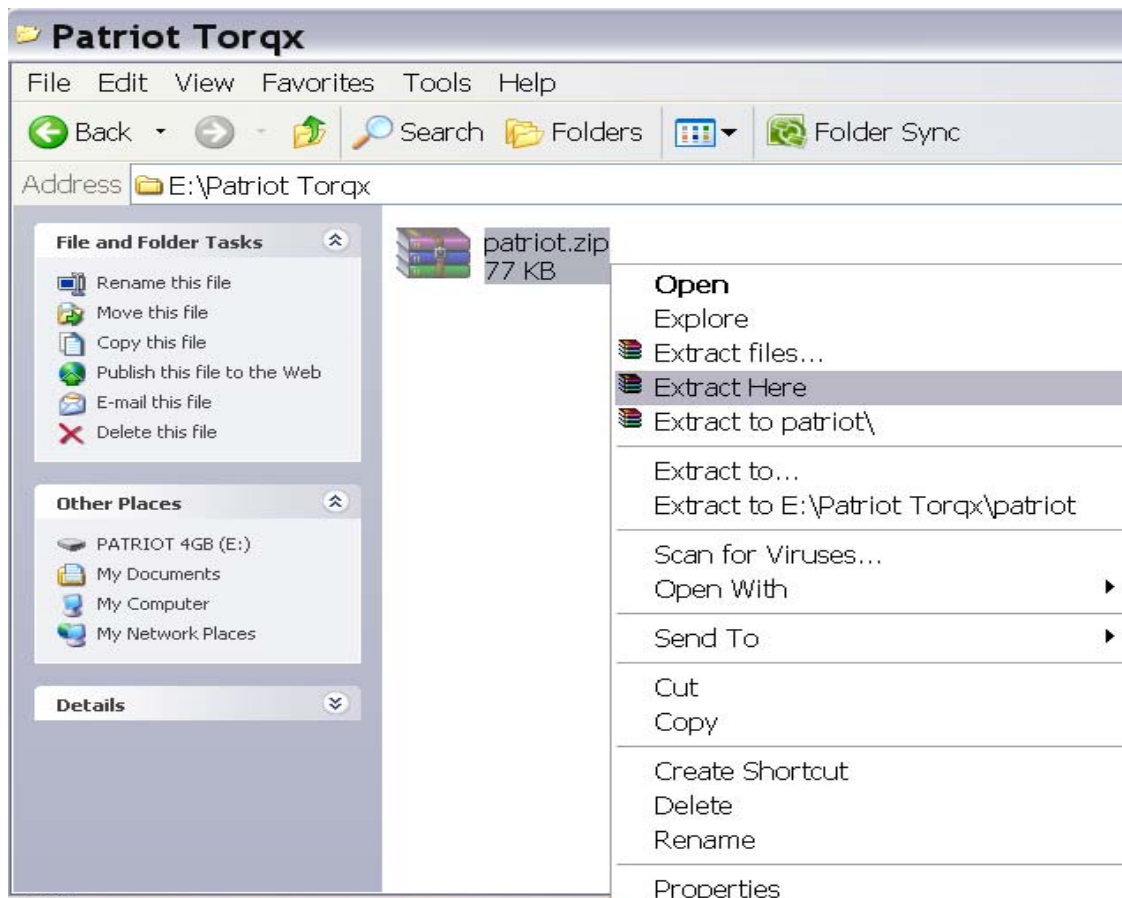 Patriot Torqx
File Edit View Favorites Tools Help
Back Search Folders Folder Sync
Address E:\Patriot Torqx
File and Folder Tasks
Rename this file
Move this file
Copy this file
Publish this file to the Web
E-mail this file
Delete this file
Other Places
PATRIOT 4GB (E:)
My Documents
My Computer
My Network Places
Details
patriot.zip
77 KB
Open
Explore
Extract files...
Extract Here
Extract to patriot\
Extract to...
Extract to E:\Patriot Torqx\patriot
Scan for Viruses...
Open With
Send To
Cut
Copy
Create Shortcut
Delete
Rename
Properties